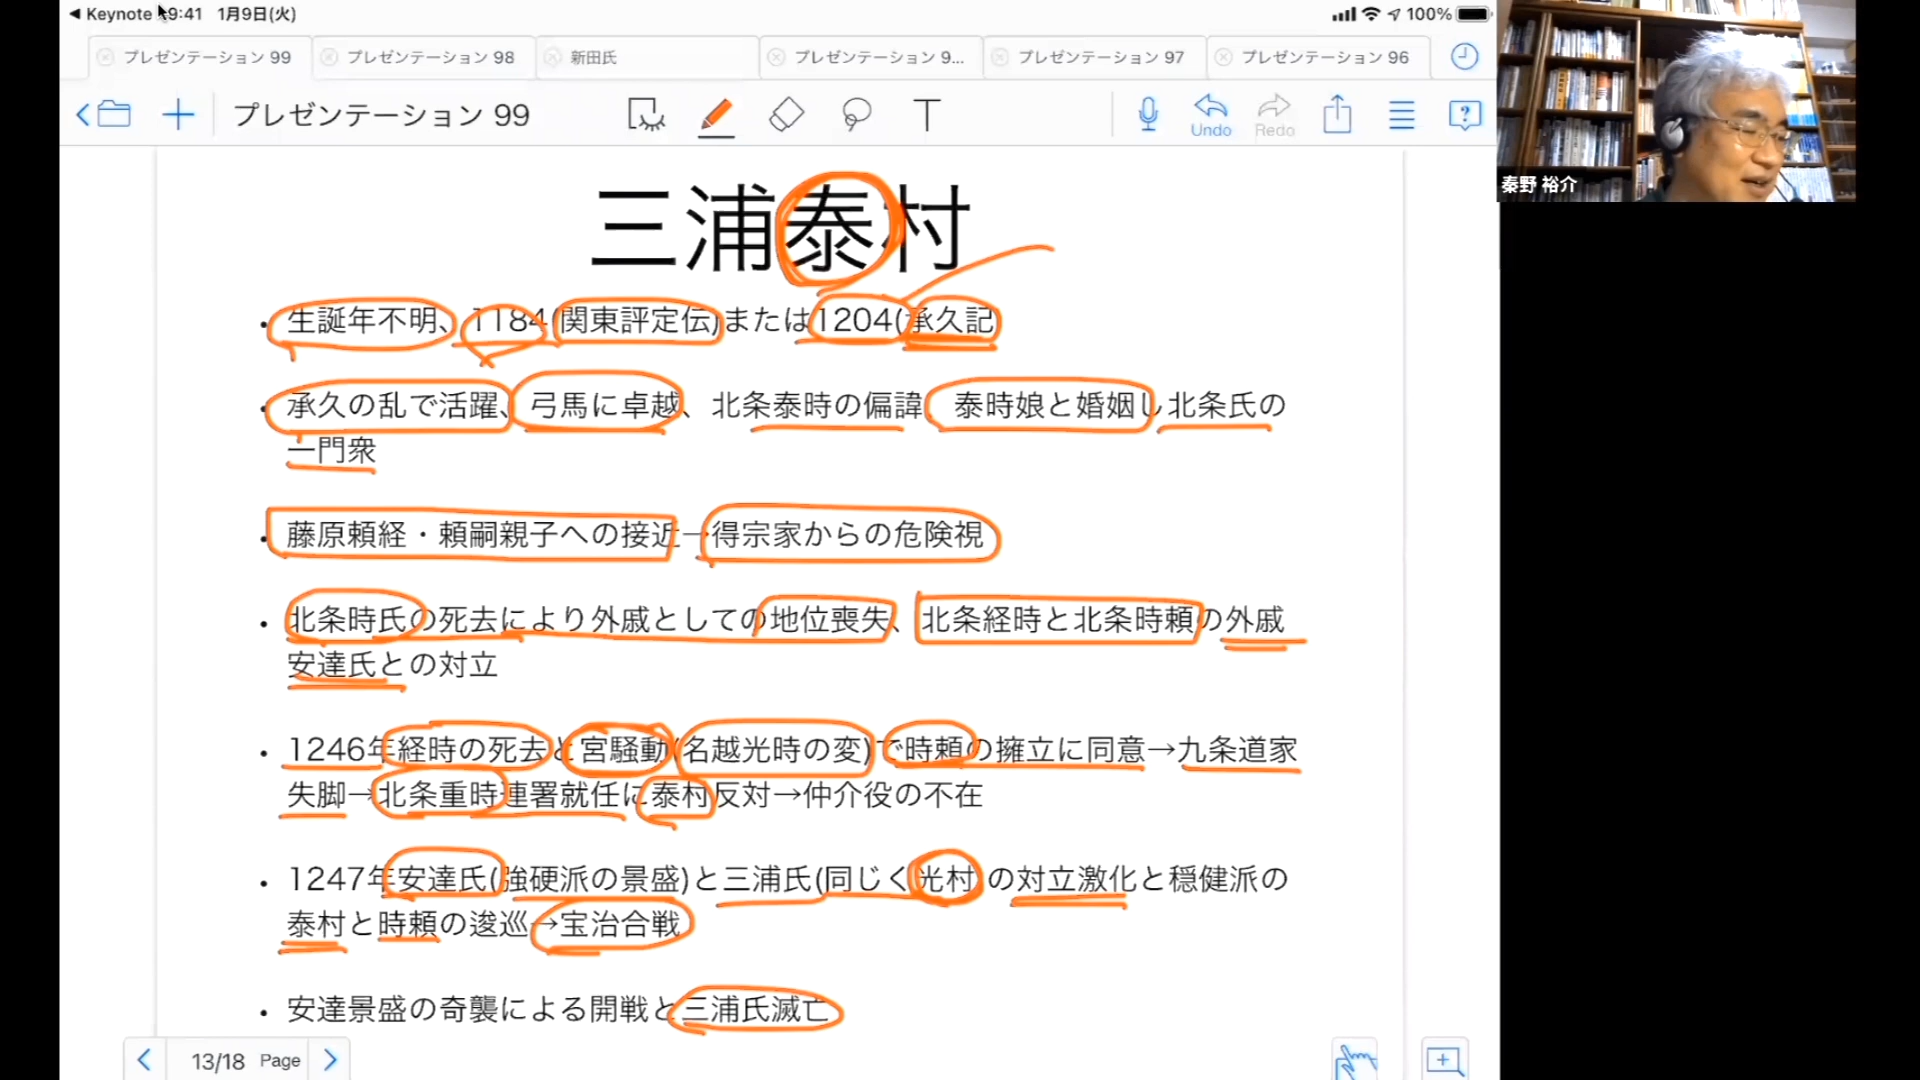 ◀ Keynote 9:41 1月9日(火) 100%
プレゼンテーション 99 プレゼンテーション 98 新田氏 プレゼンテーション 9... プレゼンテーション 97 プレゼンテーション 96
プレゼンテーション 99 T Undo Redo
秦野 裕介
三浦泰村
• 生誕年不明、1184(関東評定伝)または1204(承久記
• 承久の乱で活躍、弓馬に卓越、北条泰時の偏諱、泰時娘と婚姻し北条氏の
一門衆
• 藤原頼経・頼嗣親子への接近→得宗家からの危険視
• 北条時氏の死去により外戚としての地位喪失、北条経時と北条時頼の外戚
安達氏との対立
• 1246年経時の死去と宮騒動(名越光時の変)で時頼の擁立に同意→九条道家
失脚→北条重時連署就任に泰村反対→仲介役の不在
• 1247年安達氏(強硬派の景盛)と三浦氏(同じく光村)の対立激化と穏健派の
泰村と時頼の逡巡→宝治合戦
• 安達景盛の奇襲による開戦と三浦氏滅亡
13/18 Page